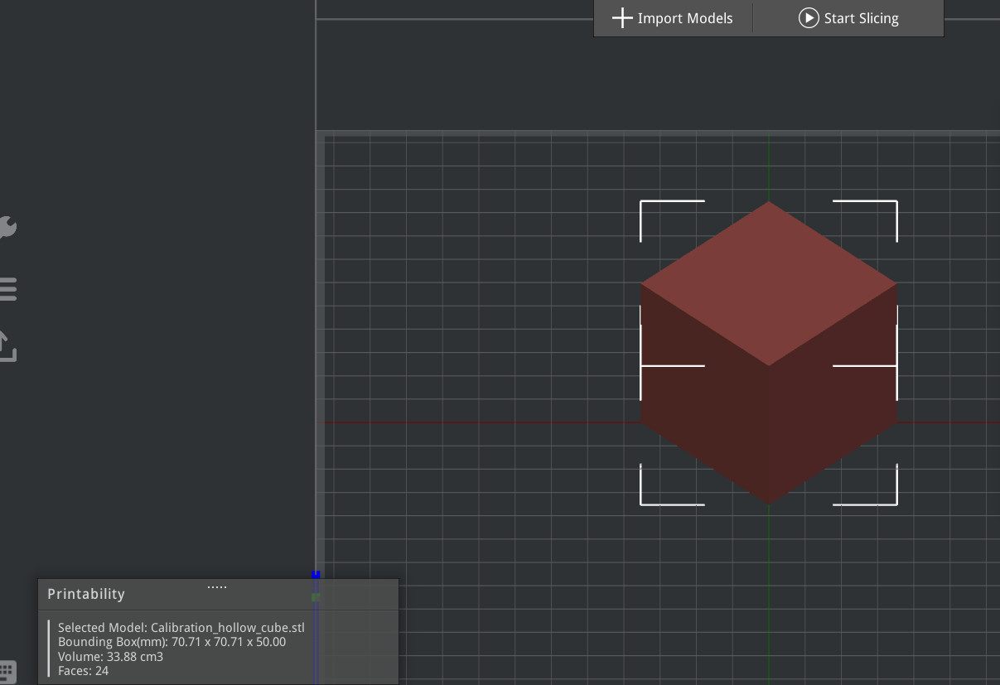 Import Models
Start Slicing
Printability
Selected Model: Calibration_hollow_cube.stl
Bounding Box(mm): 70.71 x 70.71 x 50.00
Volume: 33.88 cm3
Faces: 24